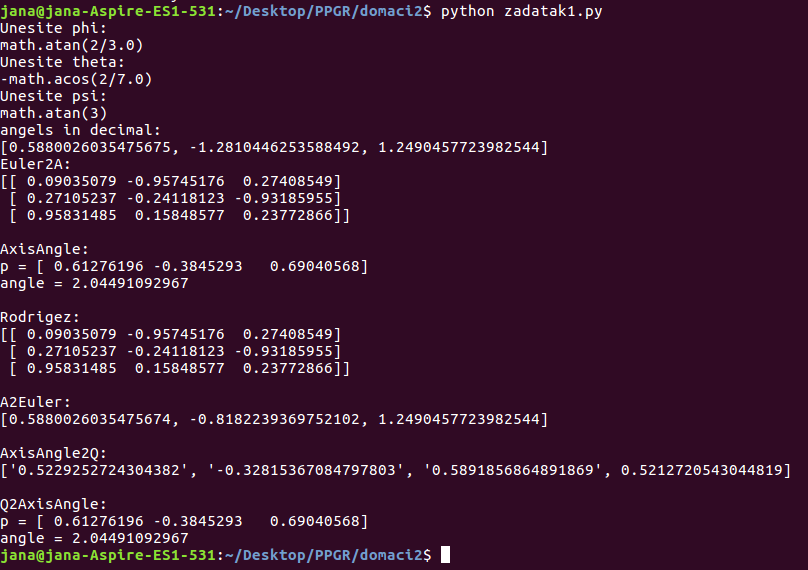 jana@jana-Aspire-ES1-531:~/Desktop/PPGR/domaci2$ python zadatak1.py
Unesite phi:
math.atan(2/3.0)
Unesite theta:
-math.acos(2/7.0)
Unesite psi:
math.atan(3)
angels in decimal:
[0.5880026035475675, -1.2810446253588492, 1.2490457723982544]
Euler2A:
[[ 0.09035079 -0.95745176  0.27408549]
 [ 0.27105237 -0.24118123 -0.93185955]
 [ 0.95831485  0.15848577  0.23772866]]

AxisAngle:
p = [ 0.61276196 -0.3845293   0.69040568]
angle = 2.04491092967

Rodrigez:
[[ 0.09035079 -0.95745176  0.27408549]
 [ 0.27105237 -0.24118123 -0.93185955]
 [ 0.95831485  0.15848577  0.23772866]]

A2Euler:
[0.5880026035475674, -0.8182239369752102, 1.2490457723982544]

AxisAngle2Q:
['0.5229252724304382', '-0.32815367084797803', '0.5891856864891869', 0.5212720543044819]

Q2AxisAngle:
p = [ 0.61276196 -0.3845293   0.69040568]
angle = 2.04491092967
jana@jana-Aspire-ES1-531:~/Desktop/PPGR/domaci2$